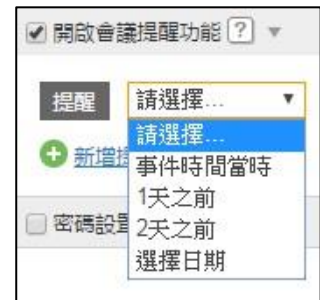 開啟會議提醒功能 ?
提醒 請選擇...
請選擇...
新增
事件時間當時
1天之前
密碼設
2天之前
選擇日期